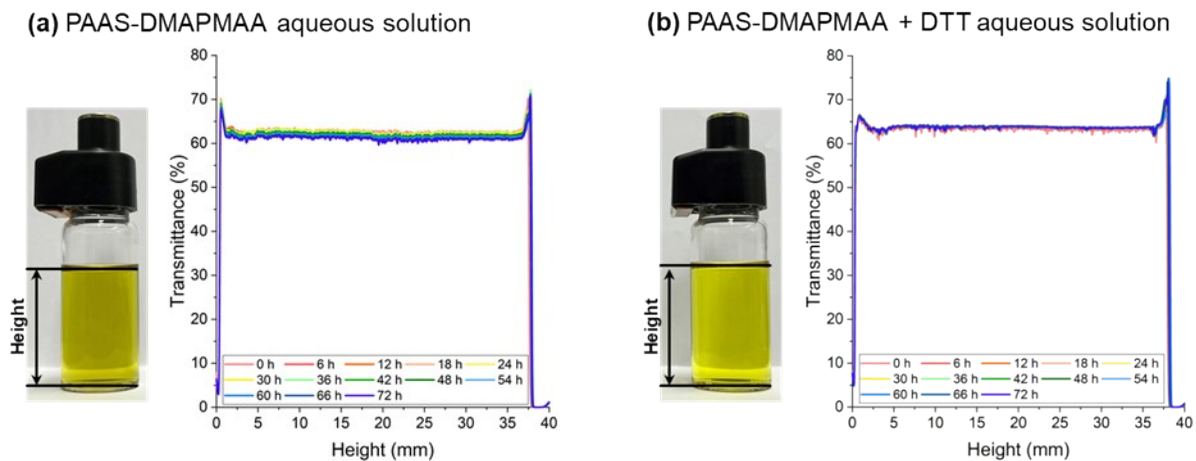 (a) PAAS-DMAPMAA aqueous solution
Height
Transmittance (%)
80
70
60
50
40
30
20
10
0
0 h 6 h 12 h 18 h 24 h
30 h 36 h 42 h 48 h 54 h
60 h 66 h 72 h
0 5 10 15 20 25 30 35 40
Height (mm)
(b) PAAS-DMAPMAA + DTT aqueous solution
Height
Transmittance (%)
80
70
60
50
40
30
20
10
0
0 h 6 h 12 h 18 h 24 h
30 h 36 h 42 h 48 h 54 h
60 h 66 h 72 h
0 5 10 15 20 25 30 35 40
Height (mm)